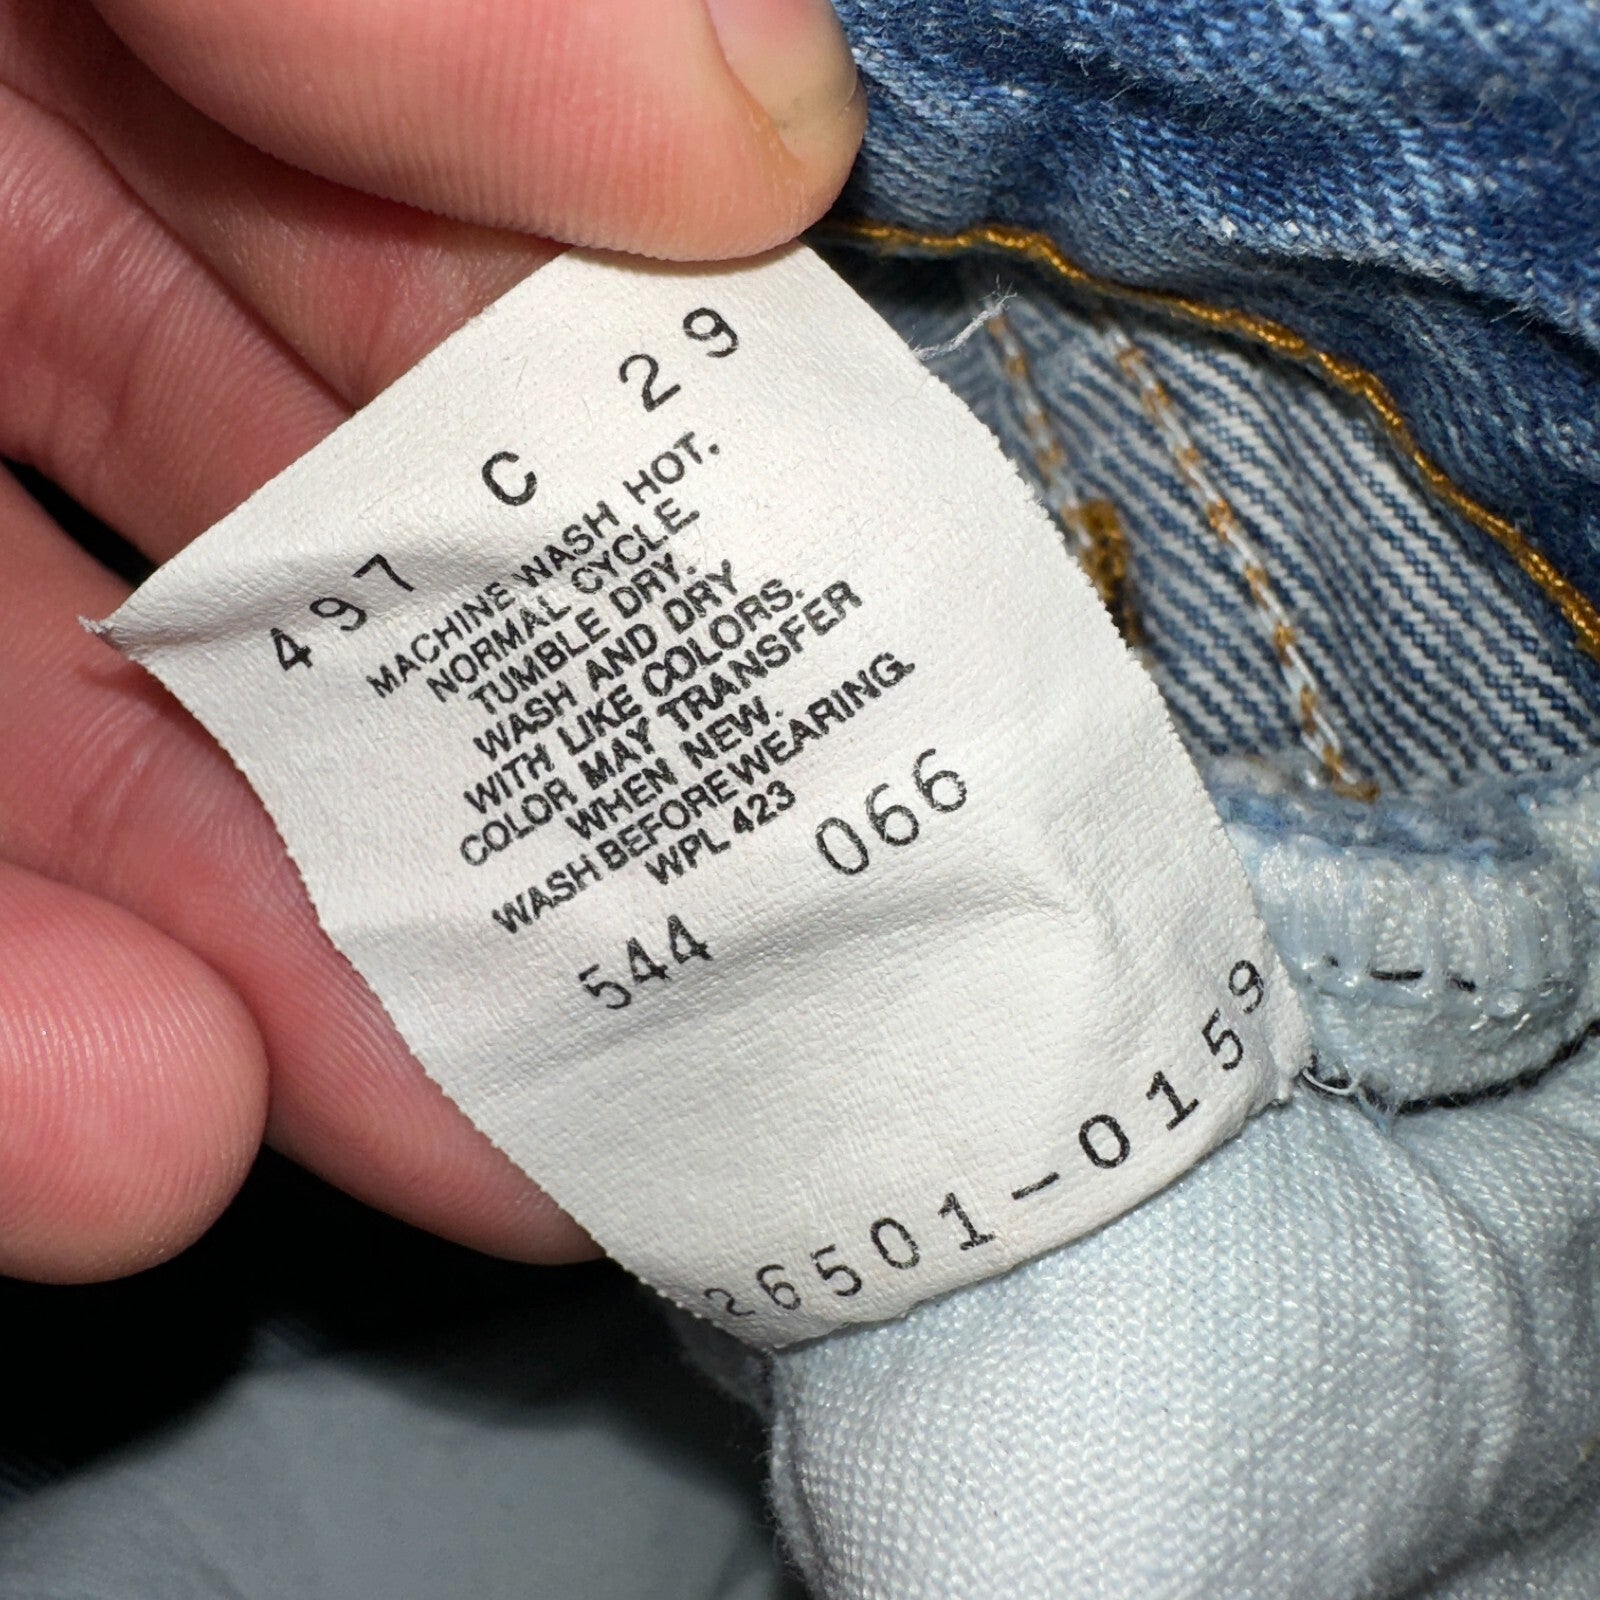 497 C 29
MACHINE WASH HOT.
NORMAL CYCLE.
TUMBLE DRY.
WASH AND DRY
WITH LIKE COLORS.
COLOR MAY TRANSFER
WHEN NEW.
WASH BEFORE WEARING.
WPL 423
544 066
26501-0159